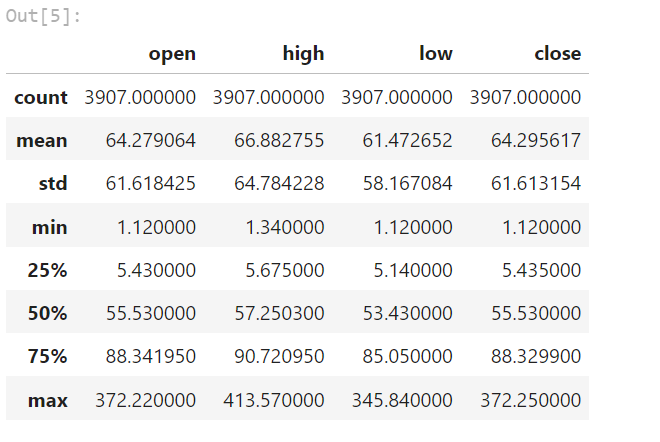 Out[5]:
open high low close
count 3907.000000 3907.000000 3907.000000 3907.000000
mean 64.279064 66.882755 61.472652 64.295617
std 61.618425 64.784228 58.167084 61.613154
min 1.120000 1.340000 1.120000 1.120000
25% 5.430000 5.675000 5.140000 5.435000
50% 55.530000 57.250300 53.430000 55.530000
75% 88.341950 90.720950 85.050000 88.329900
max 372.220000 413.570000 345.840000 372.250000